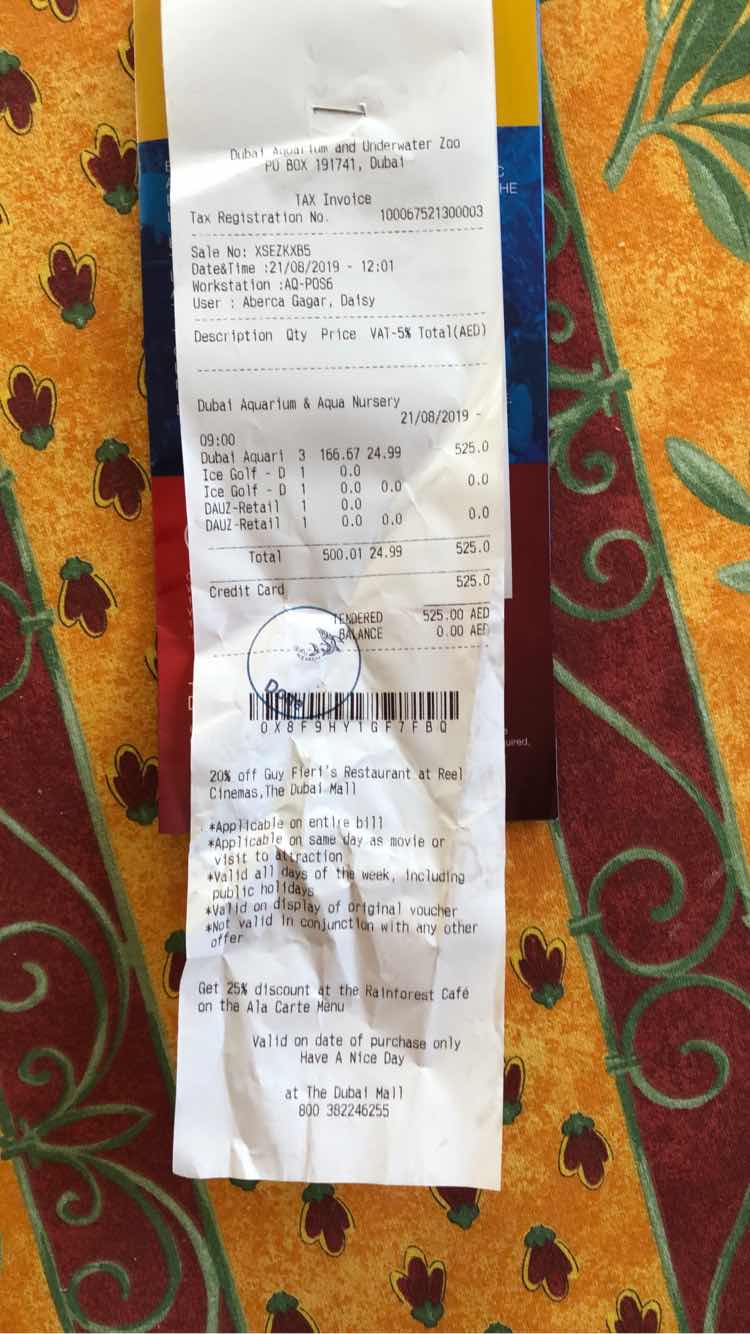 Dubai Aquarium and Underwater Zoo
PO BOX 191741, Dubai
TAX Invoice
Tax Registration No. 100067521300003
Sale No: XSEZKXB5
Date&Time :21/08/2019 - 12:01
Workstation :AQ-POS6
User : Aberca Gagar, Daisy
Description Qty Price VAT-5% Total(AED)
Dubai Aquarium & Aqua Nursery
21/08/2019 -
09:00
Dubai Aquari 3 166.67 24.99 525.0
Ice Golf - D 1 0.0
Ice Golf - D 1 0.0 0.0 0.0
DAUZ-Retail 1 0.0
DAUZ-Retail 1 0.0 0.0 0.0
Total 500.01 24.99 525.0
Credit Card 525.0
TENDERED 525.00 AED
BALANCE 0.00 AED
0X8F9HY1GF7FBQ
20% off Guy Fieri's Restaurant at Reel
Cinemas,The Dubai Mall
*Applicable on entire bill
*Applicable on same day as movie or
visit to attraction
*Valid all days of the week, including
public holidays
*Valid on display of original voucher
*Not valid in conjunction with any other
offer
Get 25% discount at the Rainforest Café
on the Ala Carte Menu
Valid on date of purchase only
Have A Nice Day
at The Dubai Mall
800 382246255